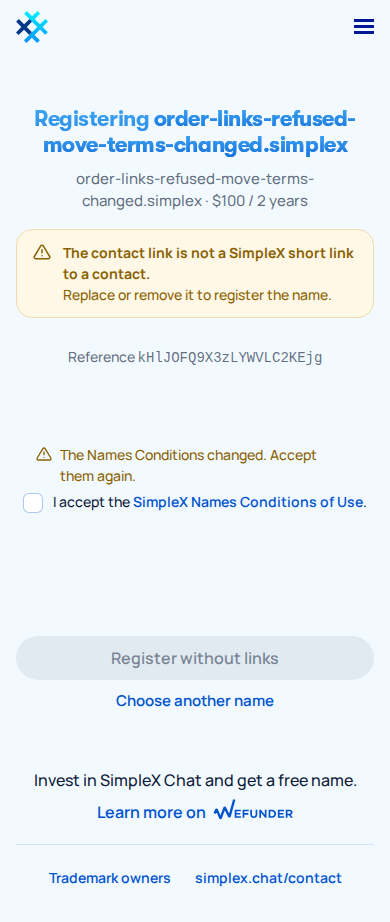 Registering order-links-refused-
move-terms-changed.simplex
order-links-refused-move-terms-
changed.simplex · $100 / 2 years
The contact link is not a SimpleX short link
to a contact.
Replace or remove it to register the name.
Reference kHlJOFQ9X3zLYWVLC2KEjg
The Names Conditions changed. Accept
them again.
I accept the SimpleX Names Conditions of Use.
Register without links
Choose another name
Invest in SimpleX Chat and get a free name.
Learn more on WEFUNDER
Trademark owners simplex.chat/contact